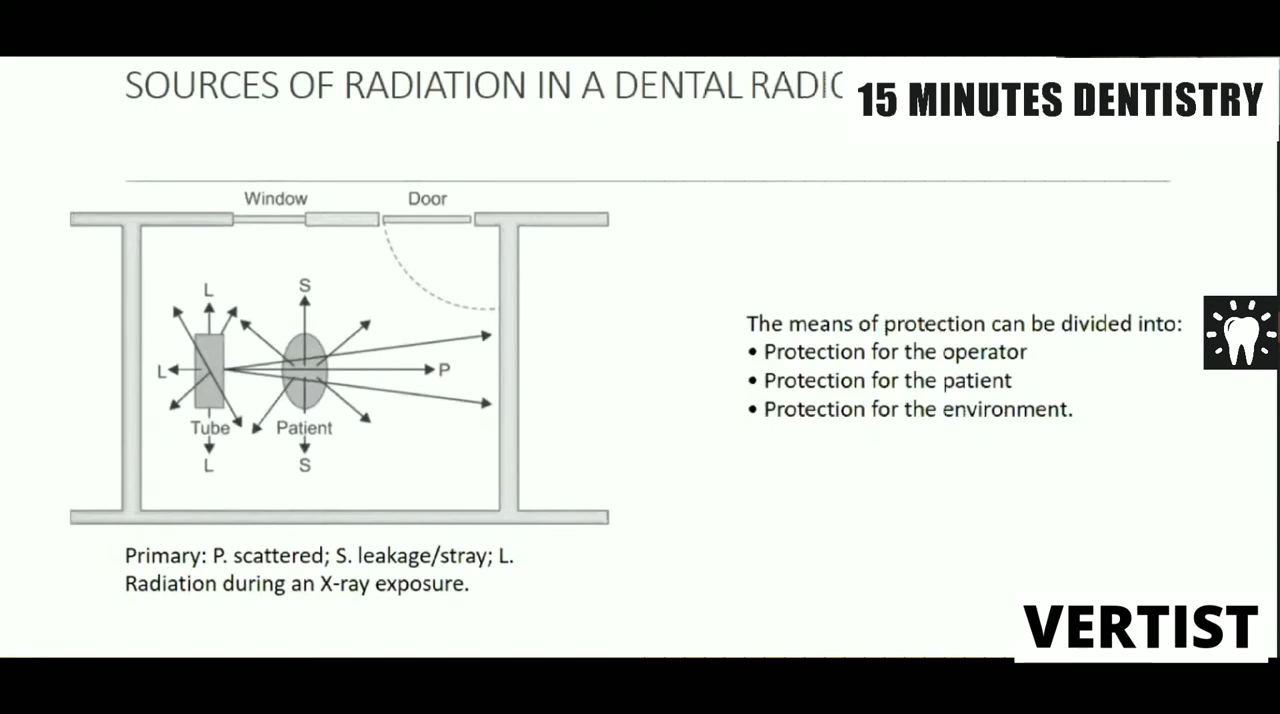 SOURCES OF RADIATION IN A DENTAL
15 MINUTES DENTISTRY
Window
Door
L
S
L
P
Tube
Patient
L
S
The means of protection can be divided into:
• Protection for the operator
• Protection for the patient
• Protection for the environment.
Primary: P. scattered; S. leakage/stray; L.
Radiation during an X-ray exposure.
VERTIST